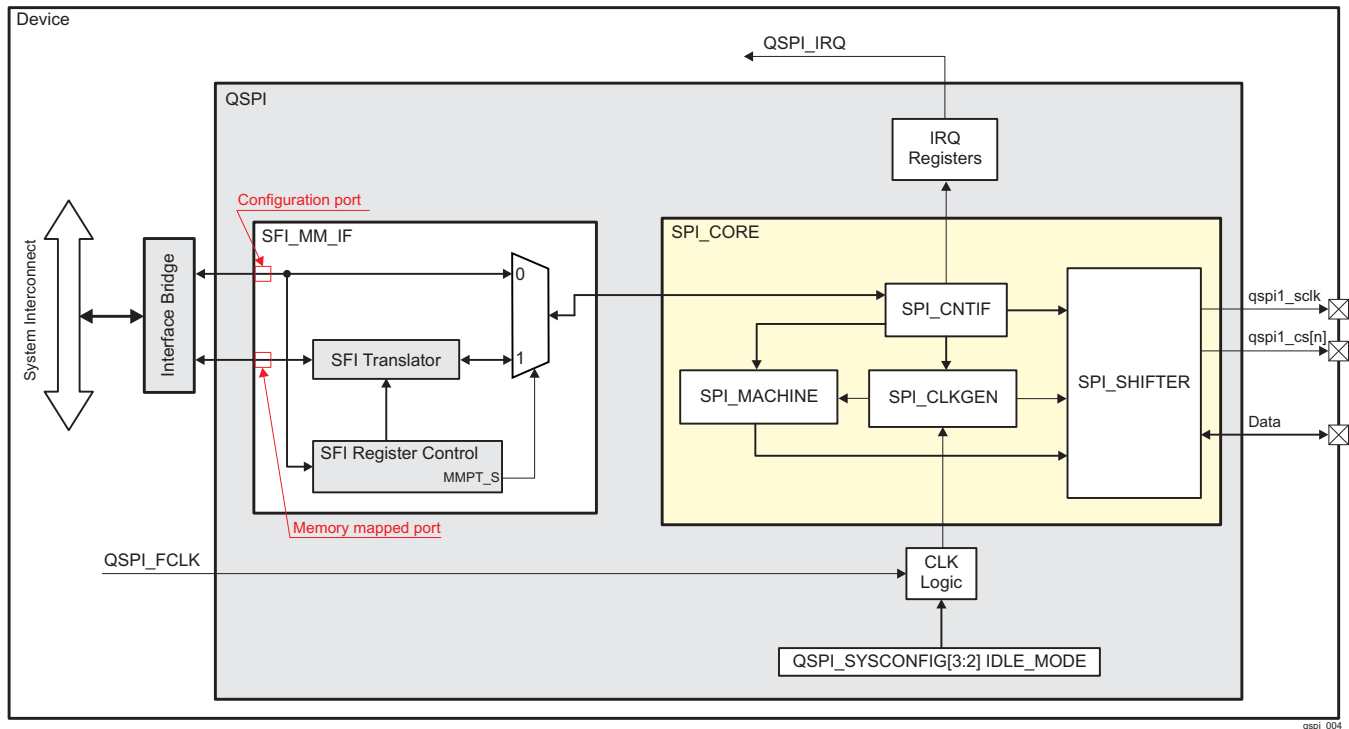 Device
QSPI_IRQ
QSPI
IRQ
Registers
Configuration port
SFI_MM_IF
SPI_CORE
System Interconnect
Interface Bridge
0
1
SFI Translator
SFI Register Control
MMPT_S
SPI_CNTIF
SPI_MACHINE
SPI_CLKGEN
SPI_SHIFTER
qspi1_sclk
qspi1_cs[n]
Data
Memory mapped port
QSPI_FCLK
CLK
Logic
QSPI_SYSCONFIG[3:2] IDLE_MODE
qspi_004